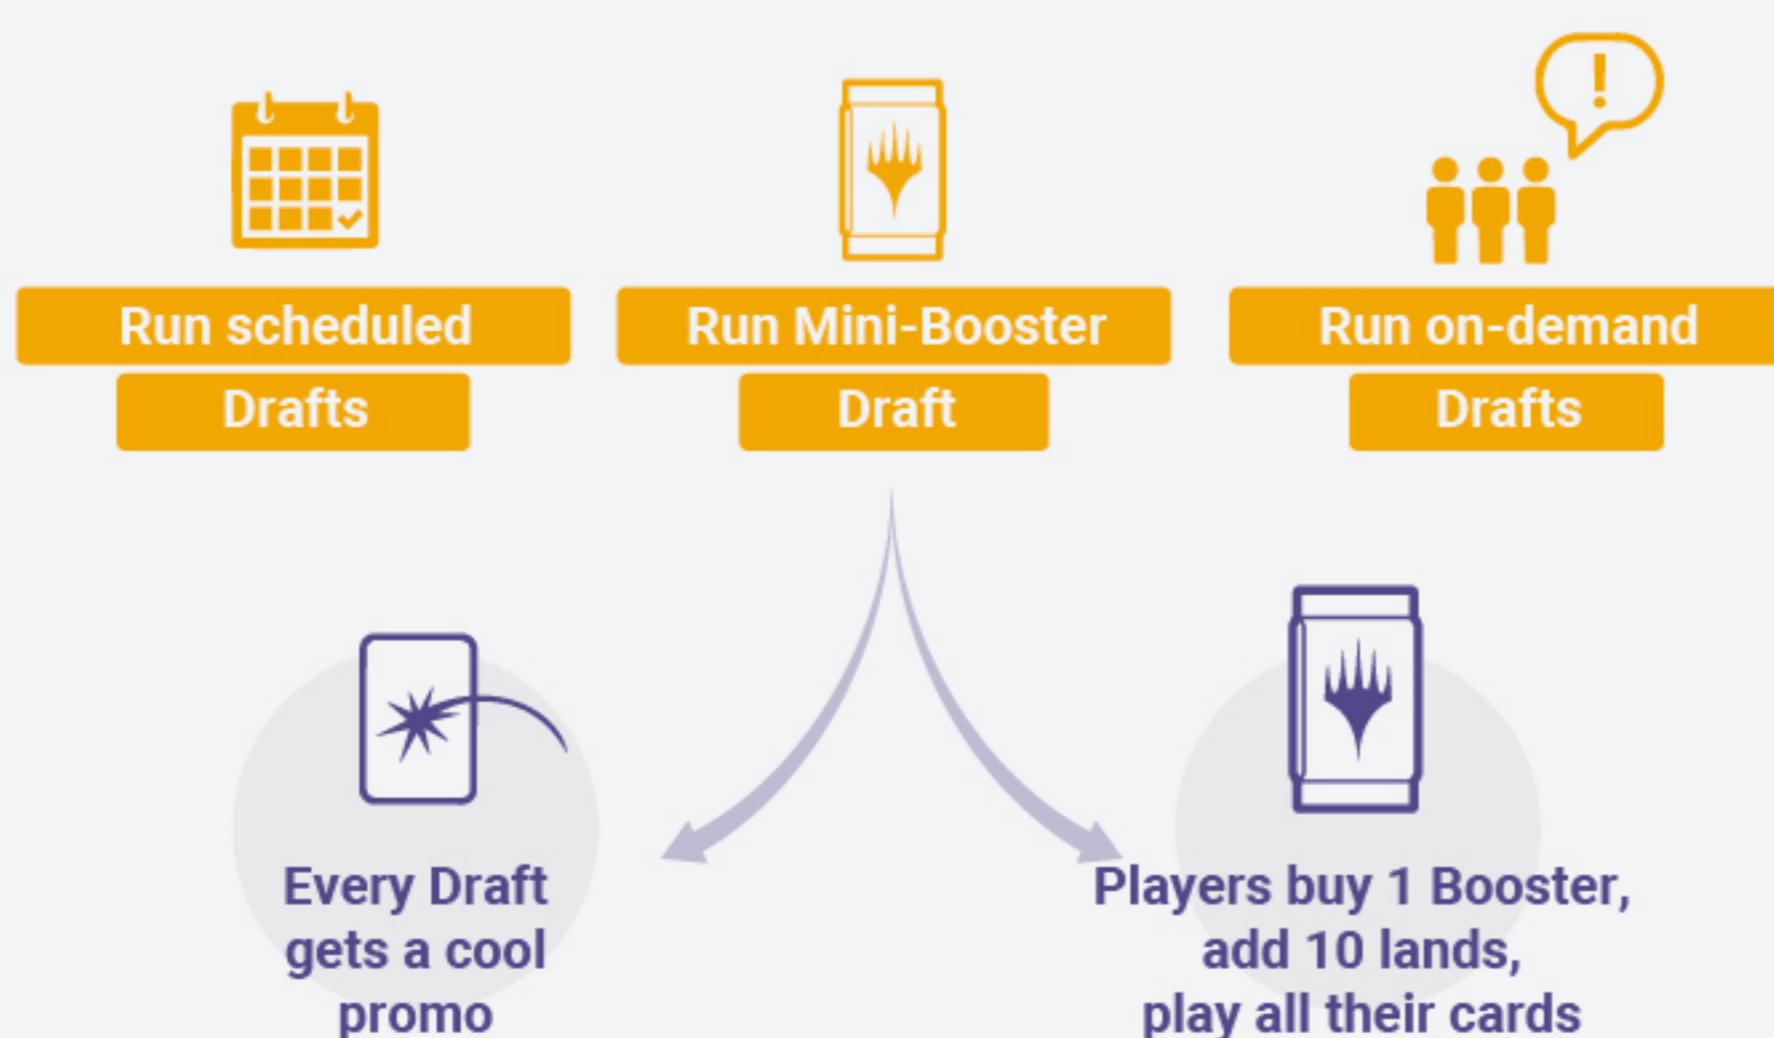 !
Run scheduled
Drafts
Run Mini-Booster
Draft
Run on-demand
Drafts
Every Draft
gets a cool
promo
Players buy 1 Booster,
add 10 lands,
play all their cards